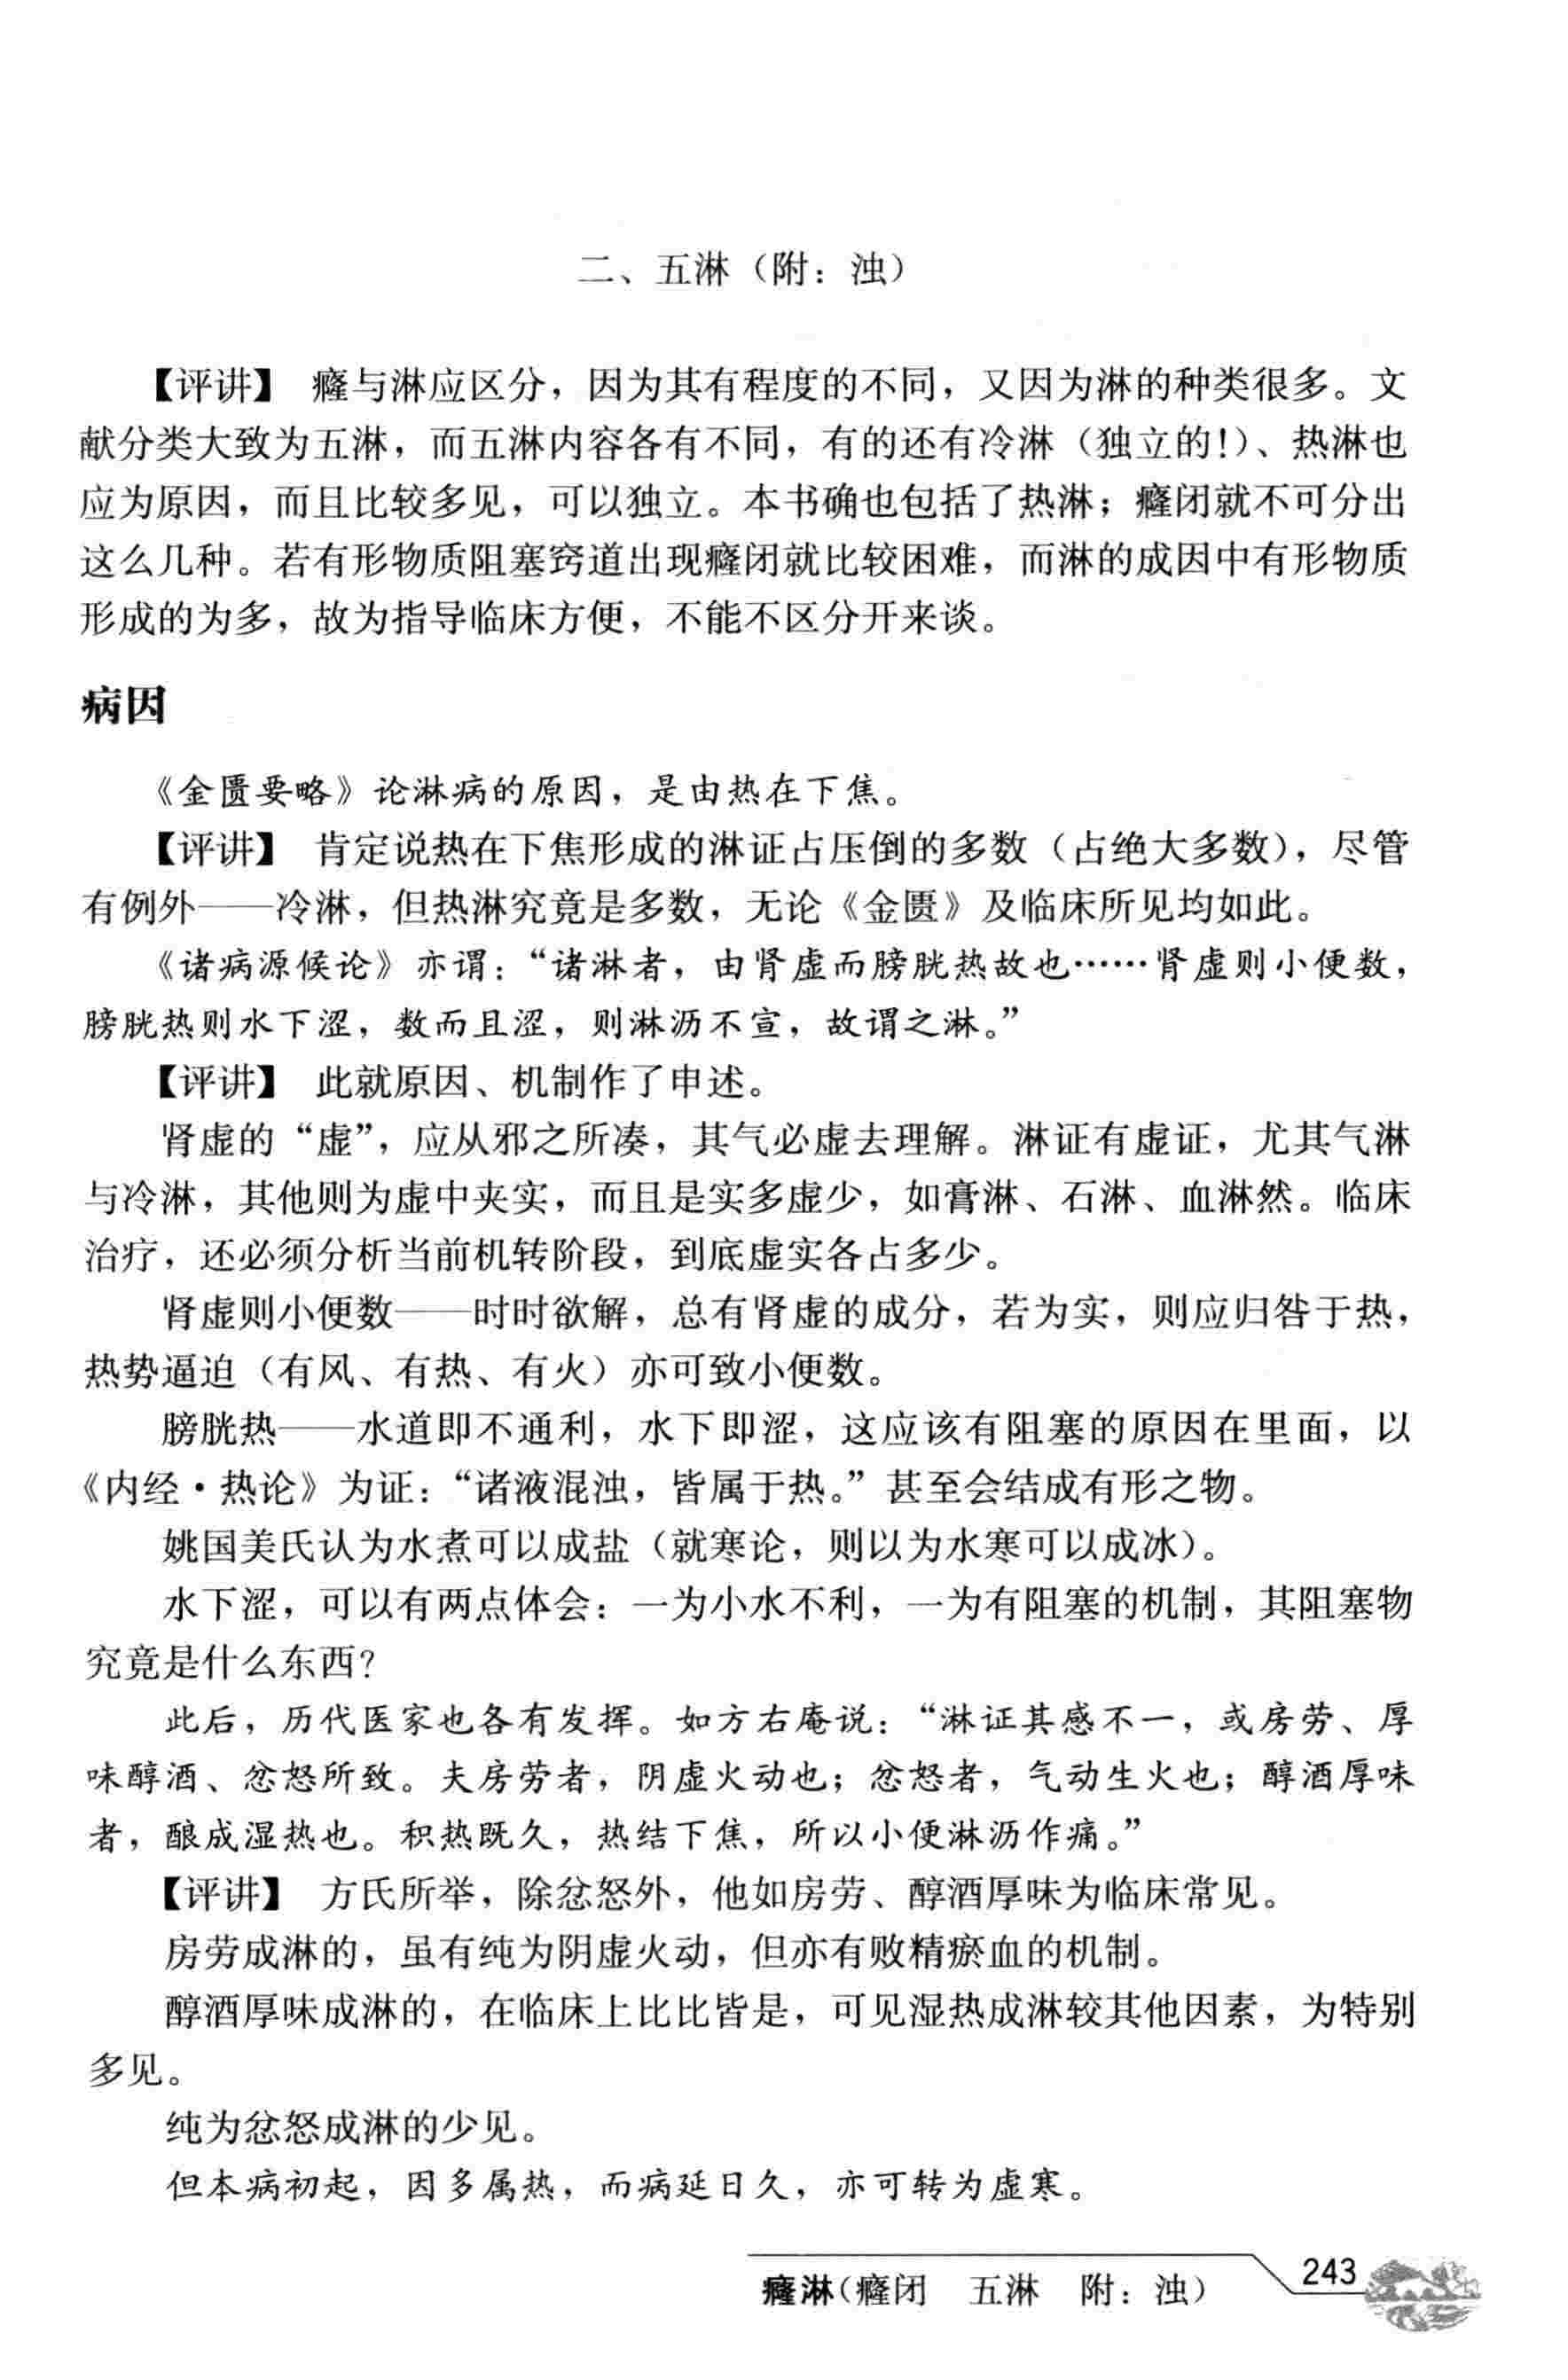 二、五淋（附：浊）
【评讲】 癃与淋应区分，因为其有程度的不同，又因为淋的种类很多。文
献分类大致为五淋，而五淋内容各有不同，有的还有冷淋（独立的！）、热淋也
应为原因，而且比较多见，可以独立。本书确也包括了热淋；癃闭就不可分出
这么几种。若有形物质阻塞窍道出现癃闭就比较困难，而淋的成因中有形物质
形成的为多，故为指导临床方便，不能不区分开来谈。
病因
《金匮要略》论淋病的原因，是由热在下焦。
【评讲】 肯定说热在下焦形成的淋证占压倒的多数（占绝大多数），尽管
有例外——冷淋，但热淋究竟是多数，无论《金匮》及临床所见均如此。
《诸病源候论》亦谓：“诸淋者，由肾虚而膀胱热故也……肾虚则小便数，
膀胱热则水下涩，数而且涩，则淋沥不宣，故谓之淋。”
【评讲】 此就原因、机制作了申述。
肾虚的“虚”，应从邪之所凑，其气必虚去理解。淋证有虚证，尤其气淋
与冷淋，其他则为虚中夹实，而且是实多虚少，如膏淋、石淋、血淋然。临床
治疗，还必须分析当前机转阶段，到底虚实各占多少。
肾虚则小便数——时时欲解，总有肾虚的成分，若为实，则应归咎于热，
热势逼迫（有风、有热、有火）亦可致小便数。
膀胱热——水道即不通利，水下即涩，这应该有阻塞的原因在里面，以
《内经·热论》为证：“诸液混浊，皆属于热。”甚至会结成有形之物。
姚国美氏认为水煮可以成盐（就寒论，则以为水寒可以成冰）。
水下涩，可以有两点体会：一为小水不利，一为有阻塞的机制，其阻塞物
究竟是什么东西？
此后，历代医家也各有发挥。如方右庵说：“淋证其感不一，或房劳、厚
味醇酒、忿怒所致。夫房劳者，阴虚火动也；忿怒者，气动生火也；醇酒厚味
者，酿成湿热也。积热既久，热结下焦，所以小便淋沥作痛。”
【评讲】 方氏所举，除忿怒外，他如房劳、醇酒厚味为临床常见。
房劳成淋的，虽有纯为阴虚火动，但亦有败精瘀血的机制。
醇酒厚味成淋的，在临床上比比皆是，可见湿热成淋较其他因素，为特别
多见。
纯为忿怒成淋的少见。
但本病初起，因多属热，而病延日久，亦可转为虚寒。
癃淋（癃闭 五淋 附：浊） 243